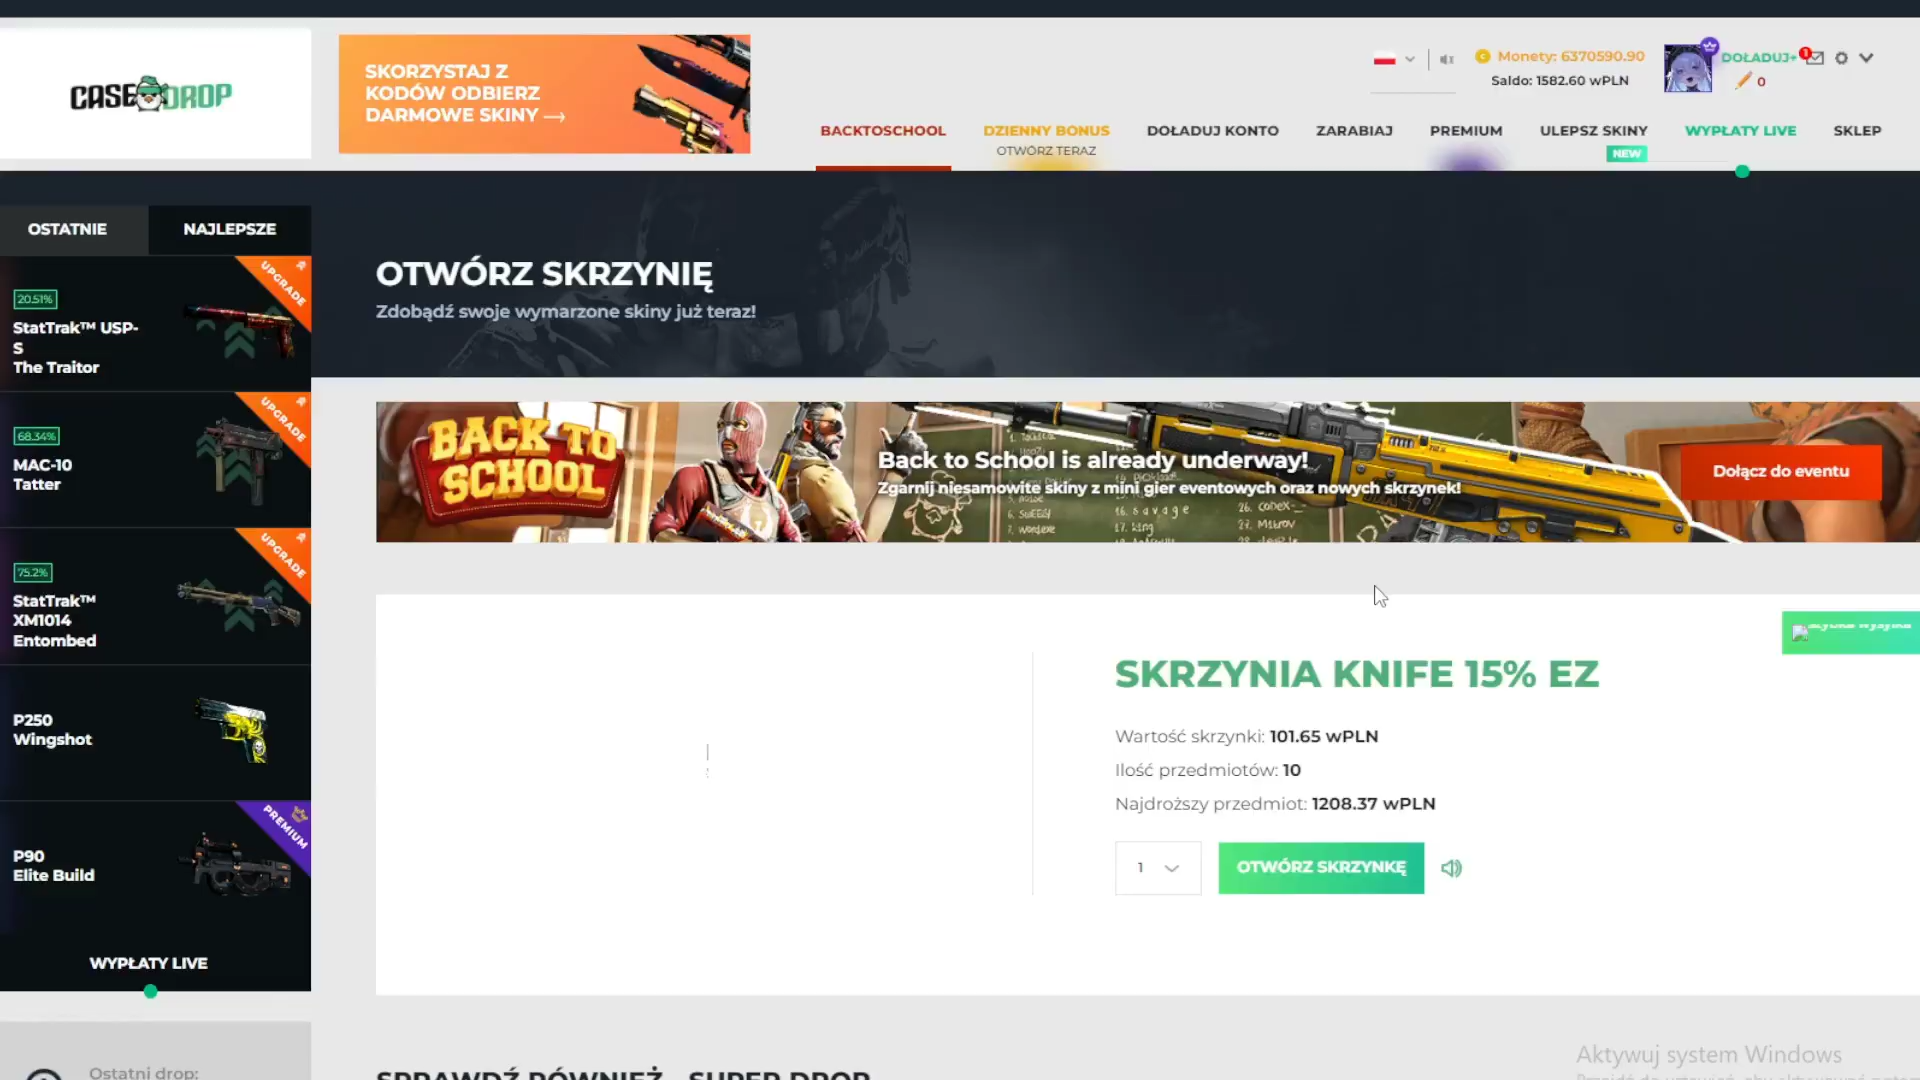 CASEDROP
SKORZYSTAJ Z
KODÓW ODBIERZ
DARMOWE SKINY
Monety: 6370590.90
Saldo: 1582.60 wPLN
DOŁADUJ+
1
0
BACKTOSCHOOL
DZIENNY BONUS
OTWÓRZ TERAZ
DOŁADUJ KONTO
ZARABIAJ
PREMIUM
ULEPSZ SKINY
NEW
WYPŁATY LIVE
SKLEP
OSTATNIE
NAJLEPSZE
UPGRADE
20.51%
StatTrak™ USP-
S
The Traitor
UPGRADE
68.34%
MAC-10
Tatter
UPGRADE
75.2%
StatTrak™
XM1014
Entombed
P250
Wingshot
PREMIUM
P90
Elite Build
WYPŁATY LIVE
Ostatni drop:
OTWÓRZ SKRZYNIĘ
Zdobądź swoje wymarzone skiny już teraz!
BACK TO
SCHOOL
Back to School is already underway!
Zgarnij niesamowite skiny z mini gier eventowych oraz nowych skrzynek!
16. savage
17. king
Dołącz do eventu
SKRZYNIA KNIFE 15% EZ
Wartość skrzynki: 101.65 wPLN
Ilość przedmiotów: 10
Najdroższy przedmiot: 1208.37 wPLN
1
OTWÓRZ SKRZYNKĘ
SPRAWDŹ RÓWNIEŻ - SUPER DROP
Aktywuj system Windows